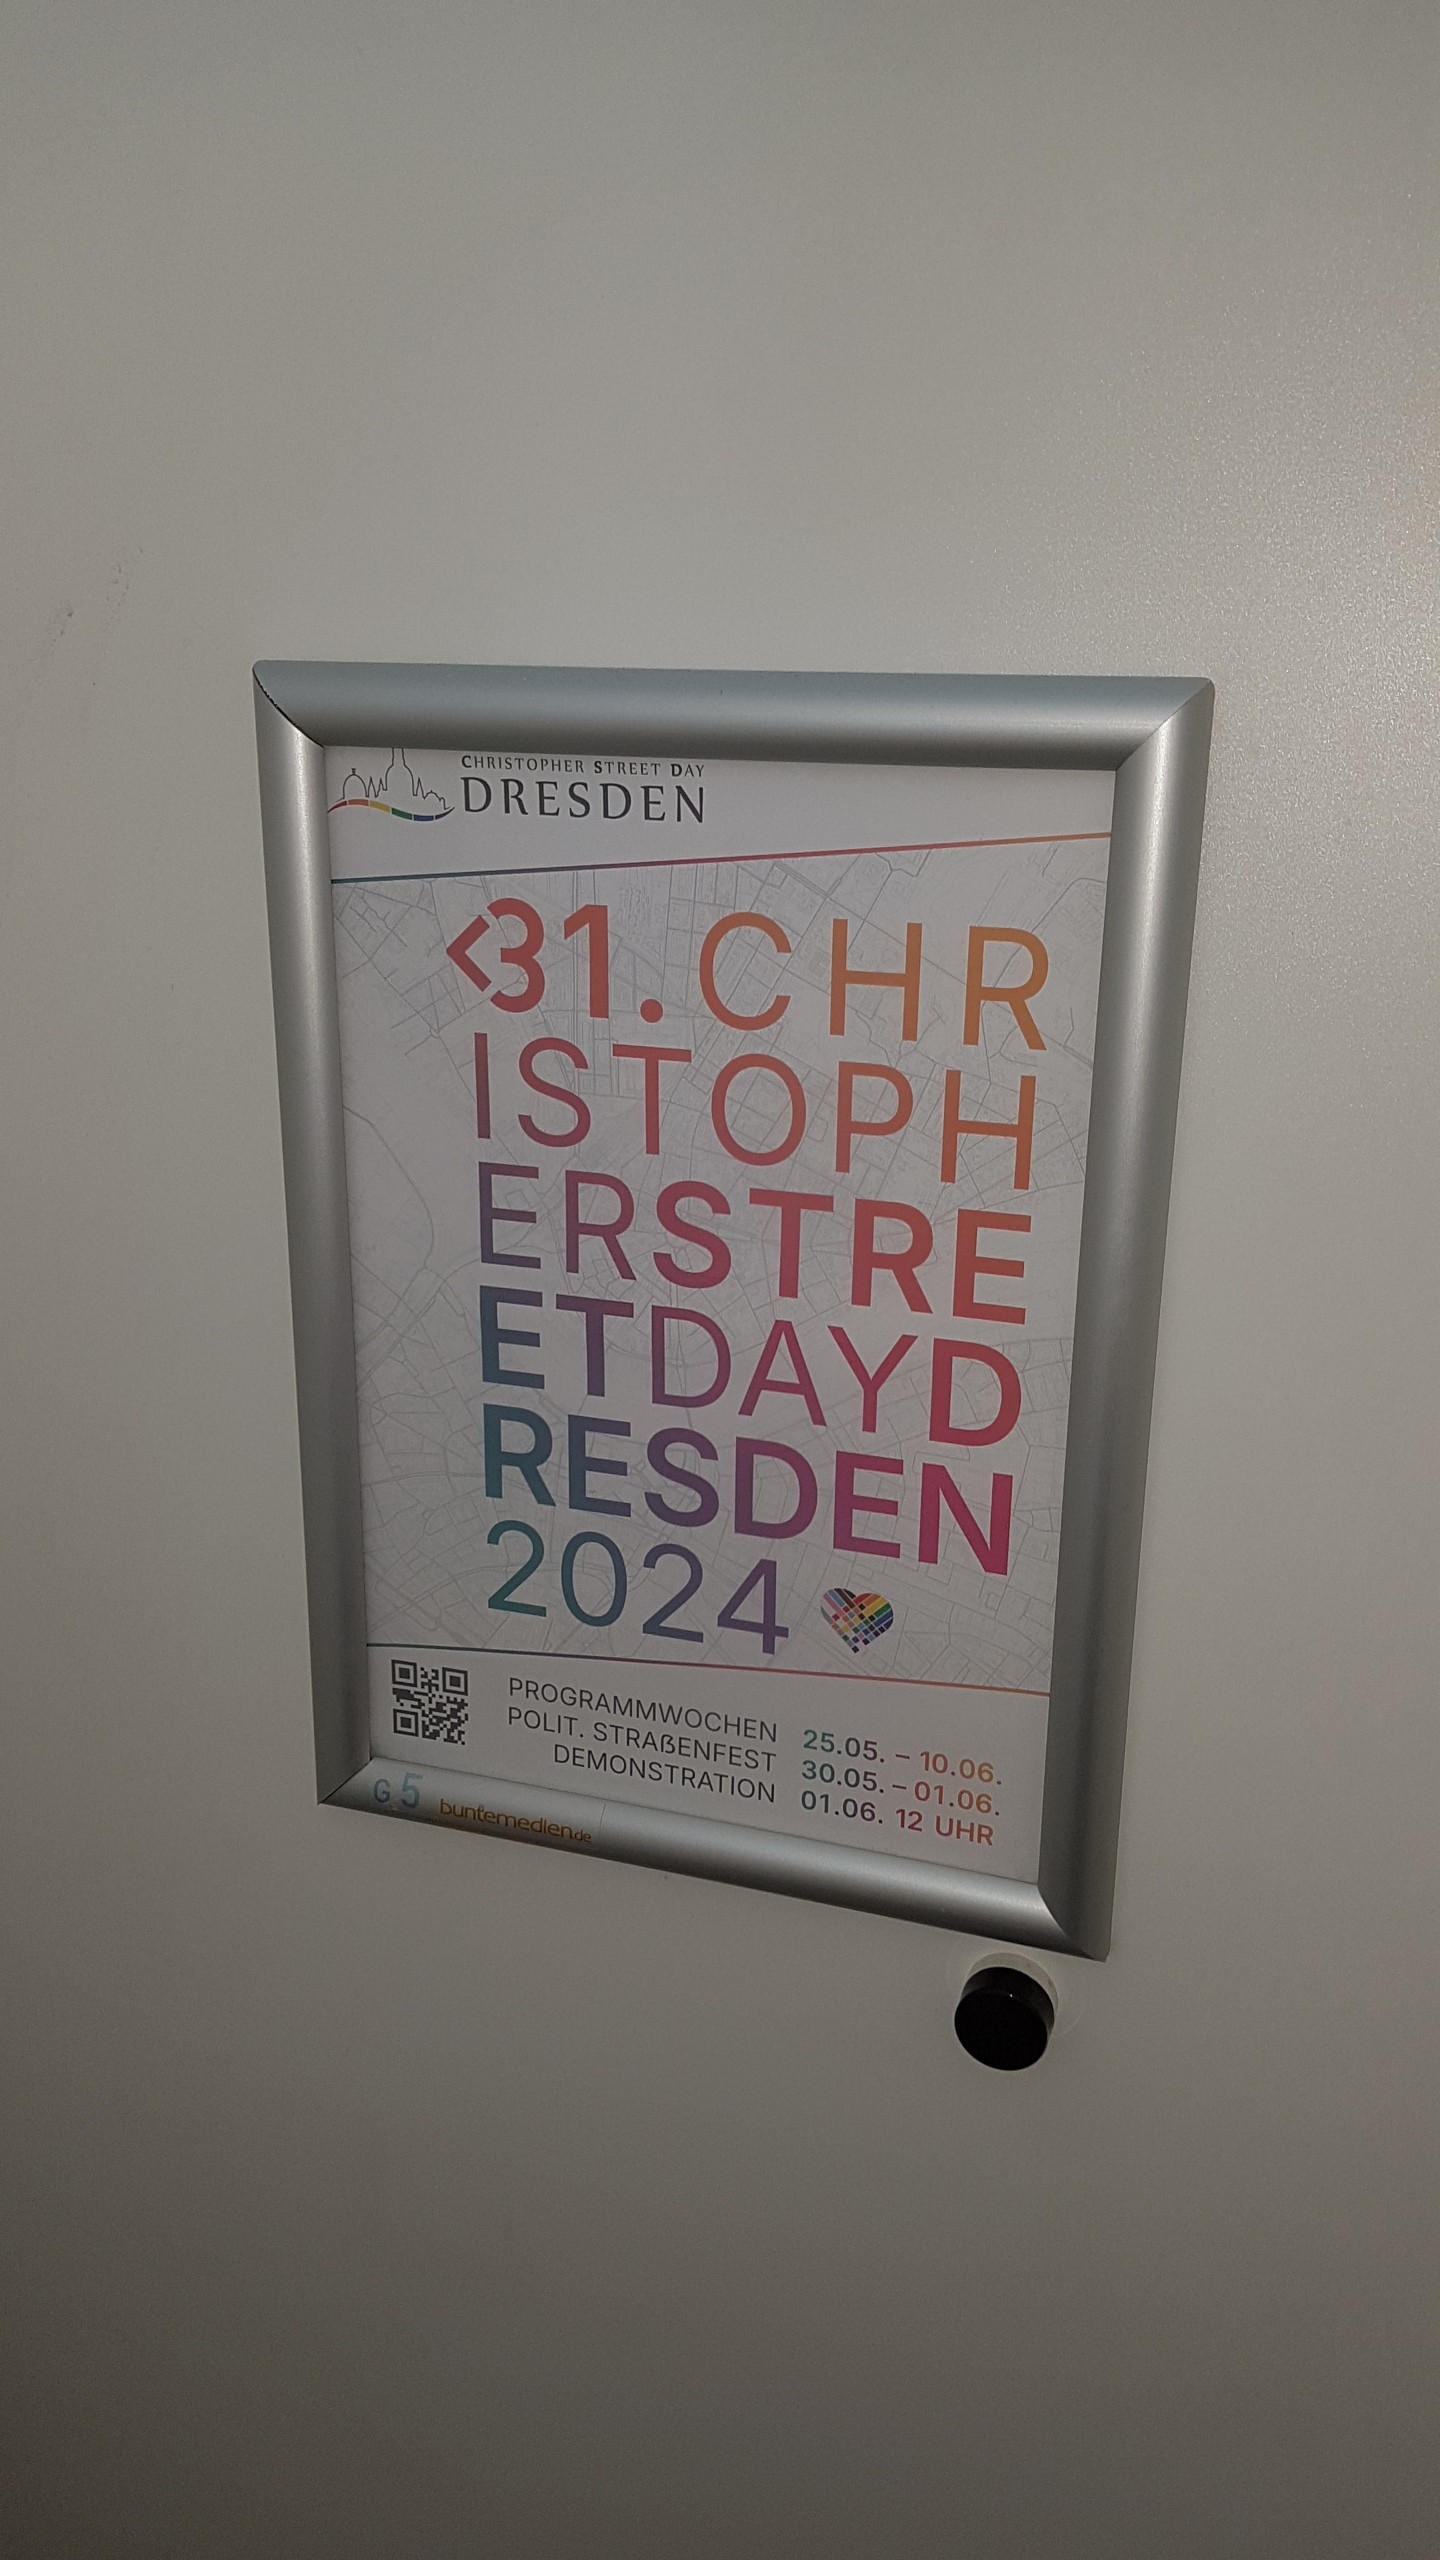 CHRISTOPHER STREET DAY
DRESDEN
<31. CHR
ISTOPH
ERSTRE
ETDAYD
RESDEN
2024
PROGRAMMWOCHEN 25.05. – 10.06.
POLIT. STRAßENFEST 30.05. – 01.06.
DEMONSTRATION 01.06. 12 UHR
G 5 buntemedien.de